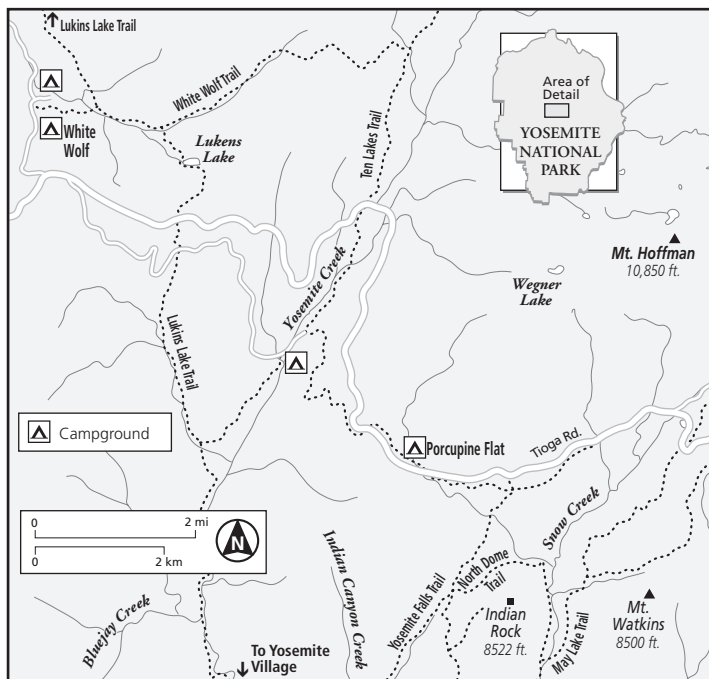 Lukins Lake Trail
White Wolf Trail
White
Wolf
Lukens
Lake
Ten Lakes Trail
Area of
Detail
YOSEMITE
NATIONAL
PARK
Mt. Hoffman
10,850 ft.
Yosemite Creek
Wegner
Lake
Lukins Lake Trail
Campground
Porcupine Flat
Tioga Rd.
0
2 mi
0
2 km
N
Snow Creek
Indian Canyon Creek
Yosemite Falls Trail
North Dome
Trail
Indian
Rock
8522 ft.
May Lake Trail
Mt.
Watkins
8500 ft.
Bluejay Creek
To Yosemite
Village